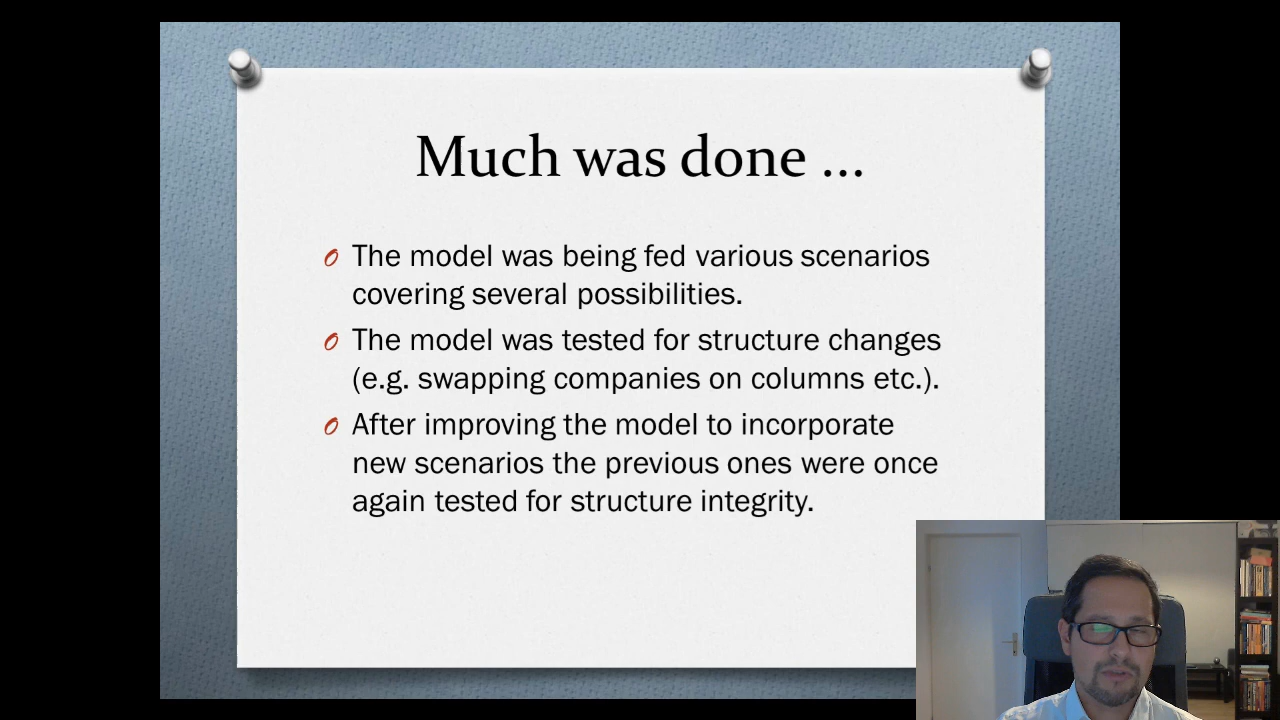 Much was done ...
The model was being fed various scenarios
covering several possibilities.
The model was tested for structure changes
(e.g. swapping companies on columns etc.).
After improving the model to incorporate
new scenarios the previous ones were once
again tested for structure integrity.